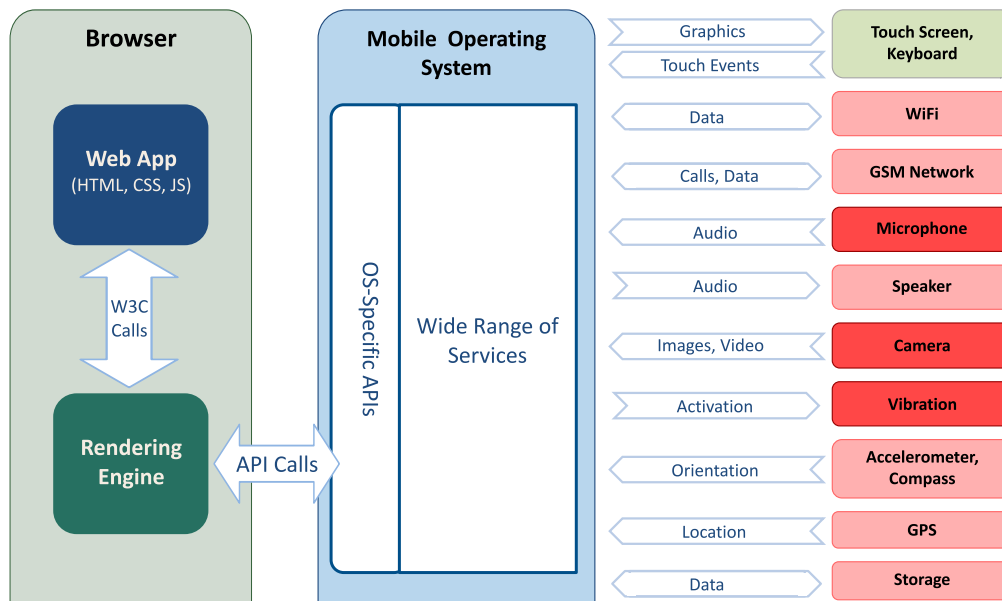 Browser
Web App
(HTML, CSS, JS)
W3C
Calls
Rendering
Engine
API Calls
Mobile Operating
System
OS-Specific APIs
Wide Range of
Services
Graphics
Touch Events
Touch Screen,
Keyboard
Data
WiFi
Calls, Data
GSM Network
Audio
Microphone
Audio
Speaker
Images, Video
Camera
Activation
Vibration
Orientation
Accelerometer,
Compass
Location
GPS
Data
Storage